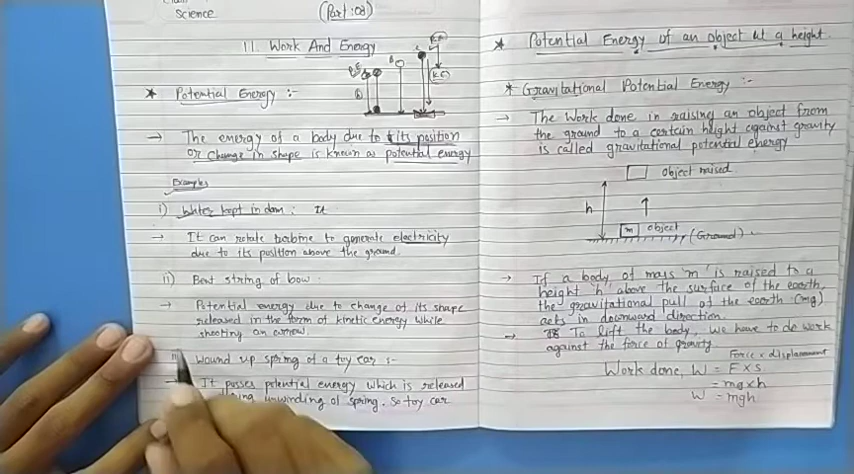 Science
(Part:08)
11. Work And Energy
* Potential Energy :-
→ The energy of a body due to its position
or change in shape is known as potential energy
Examples
i) Water kept in dam: It
→ It can rotate turbine to generate electricity
due to its position above the ground.
ii) Bent string of bow.
→ Potential energy due to change of its shape
released in the form of kinetic energy while
shooting an arrow.
Wound up spring of a toy car :-
→ It posses potential energy which is released
unwinding of spring. So toy car
* Potential Energy of an object at a height.
* Gravitational Potential Energy :-
→ The Work done in raising an object from
the ground to a certain height against gravity
is called gravitational potential energy
object raised
h
m object
(Ground)
→ If a body of mass 'm' is raised to a
height 'h' above the surface of the earth,
the gravitational pull of the earth (mg)
acts in downward direction.
→ To lift the body, we have to do work
against the force of gravity.
Force x displacement
Work done, W = F x s
= mg x h
W = mgh